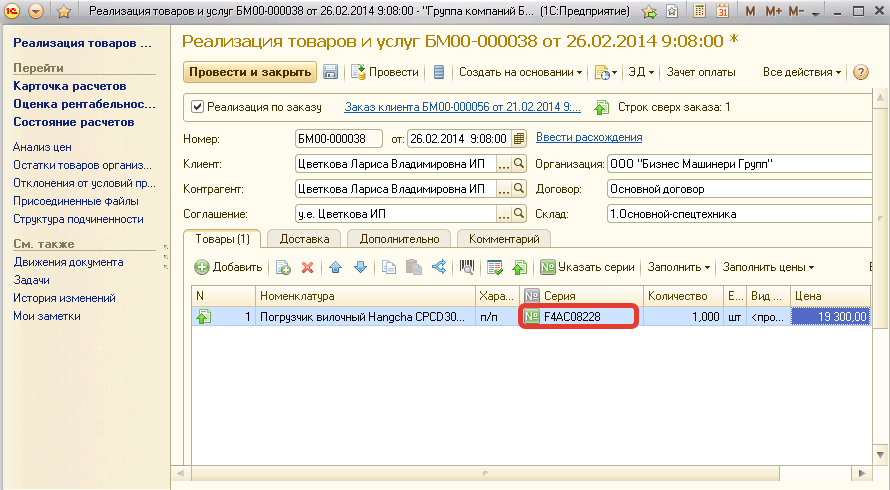 Реализация товаров и услуг БМ00-000038 от 26.02.2014 9:08:00 - "Группа компаний Б... (1С:Предприятие)
M M+ M-
Реализация товаров ...
Перейти
Карточка расчетов
Оценка рентабельнос...
Состояние расчетов
Анализ цен
Остатки товаров организ...
Отклонения от условий пр...
Присоединенные файлы
Структура подчиненности
См. также
Движения документа
Задачи
История изменений
Мои заметки
Реализация товаров и услуг БМ00-000038 от 26.02.2014 9:08:00 *
Провести и закрыть Провести Создать на основании ЭД Зачет оплаты Все действия
Реализация по заказу Заказ клиента БМ00-000056 от 21.02.2014 9:... Строк сверх заказа: 1
Номер: БМ00-000038 от: 26.02.2014 9:08:00 Ввести расхождения
Клиент: Цветкова Лариса Владимировна ИП ... Организация: ООО "Бизнес Машинери Групп"
Контрагент: Цветкова Лариса Владимировна ИП ... Договор: Основной договор
Соглашение: у.е. Цветкова ИП ... Склад: 1.Основной-спецтехника
Товары (1) Доставка Дополнительно Комментарий
Добавить № Указать серии Заполнить Заполнить цены
N Номенклатура Хара... № Серия Количество Е... Вид ... Цена
1 Погрузчик вилочный Hangcha CPCD30... п/п № F4AC08228 1,000 шт <про... 19 300,00